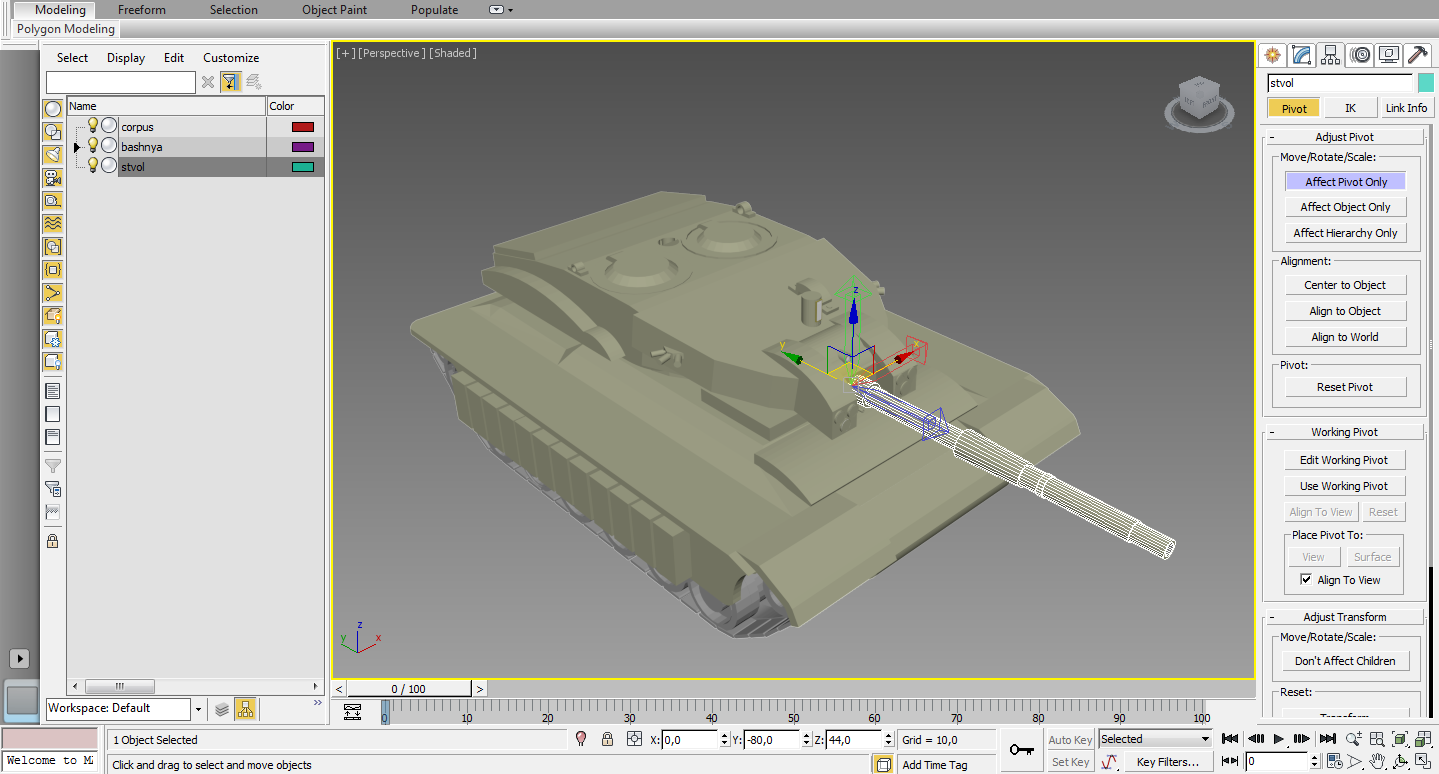 Modeling Freeform Selection Object Paint Populate
Polygon Modeling
Select Display Edit Customize
Name Color
corpus
bashnya
stvol
Workspace: Default
[+] [Perspective] [Shaded]
z
y
x
z
y
x
0 / 100
0 10 20 30 40 50 60 70 80 90 100
stvol
Pivot IK Link Info
Adjust Pivot
Move/Rotate/Scale:
Affect Pivot Only
Affect Object Only
Affect Hierarchy Only
Alignment:
Center to Object
Align to Object
Align to World
Pivot:
Reset Pivot
Working Pivot
Edit Working Pivot
Use Working Pivot
Align To View Reset
Place Pivot To:
View Surface
Align To View
Adjust Transform
Move/Rotate/Scale:
Don't Affect Children
Reset:
Transform
1 Object Selected X: 0,0 Y: -80,0 Z: 44,0 Grid = 10,0 Auto Key Selected
Welcome to MA Click and drag to select and move objects Add Time Tag Set Key Key Filters... 0